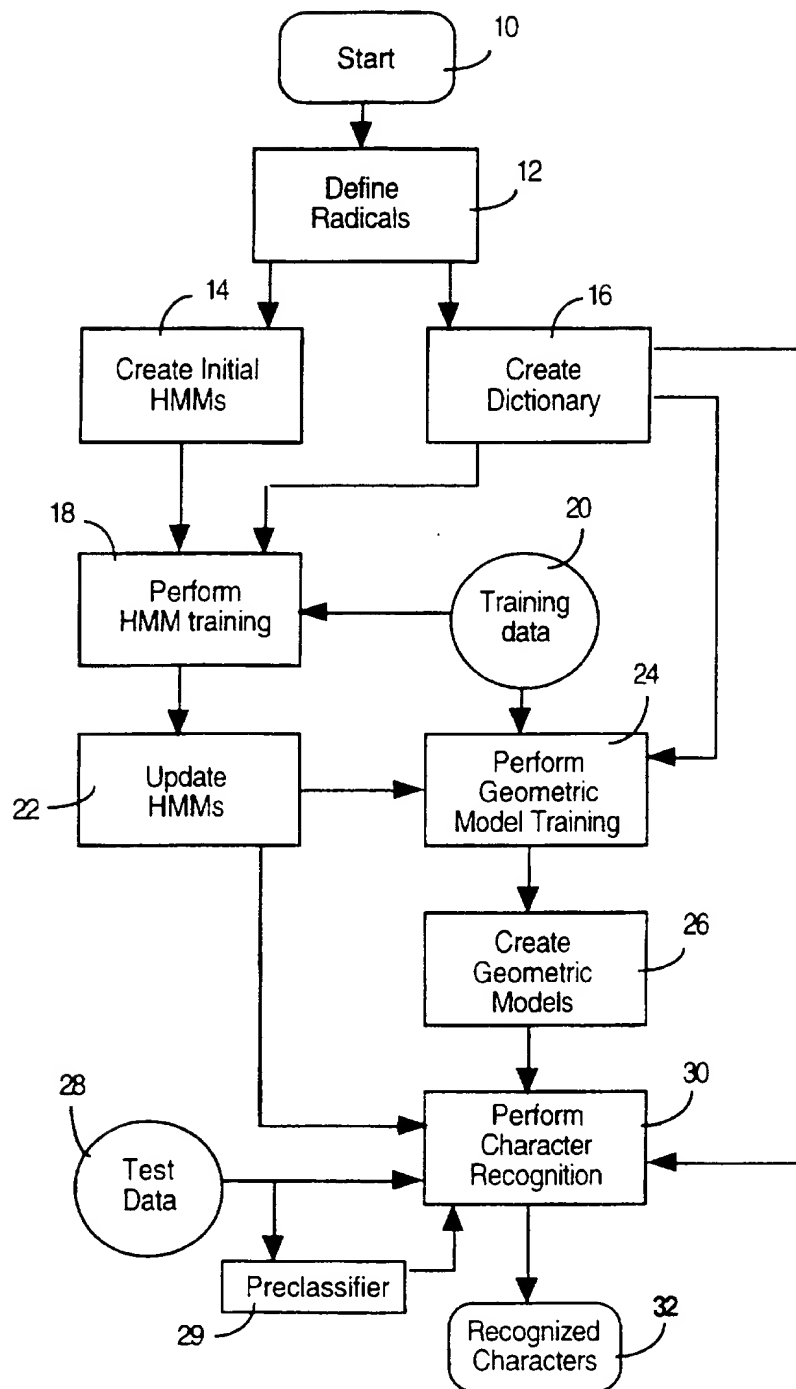 10
Start
12
Define
Radicals
14
16
Create Initial
HMMs
Create
Dictionary
18
20
Perform
HMM training
Training
data
24
Update
HMMs
22
Perform
Geometric
Model Training
26
Create
Geometric
Models
28
30
Test
Data
Perform
Character
Recognition
Preclassifier
29
32
Recognized
Characters